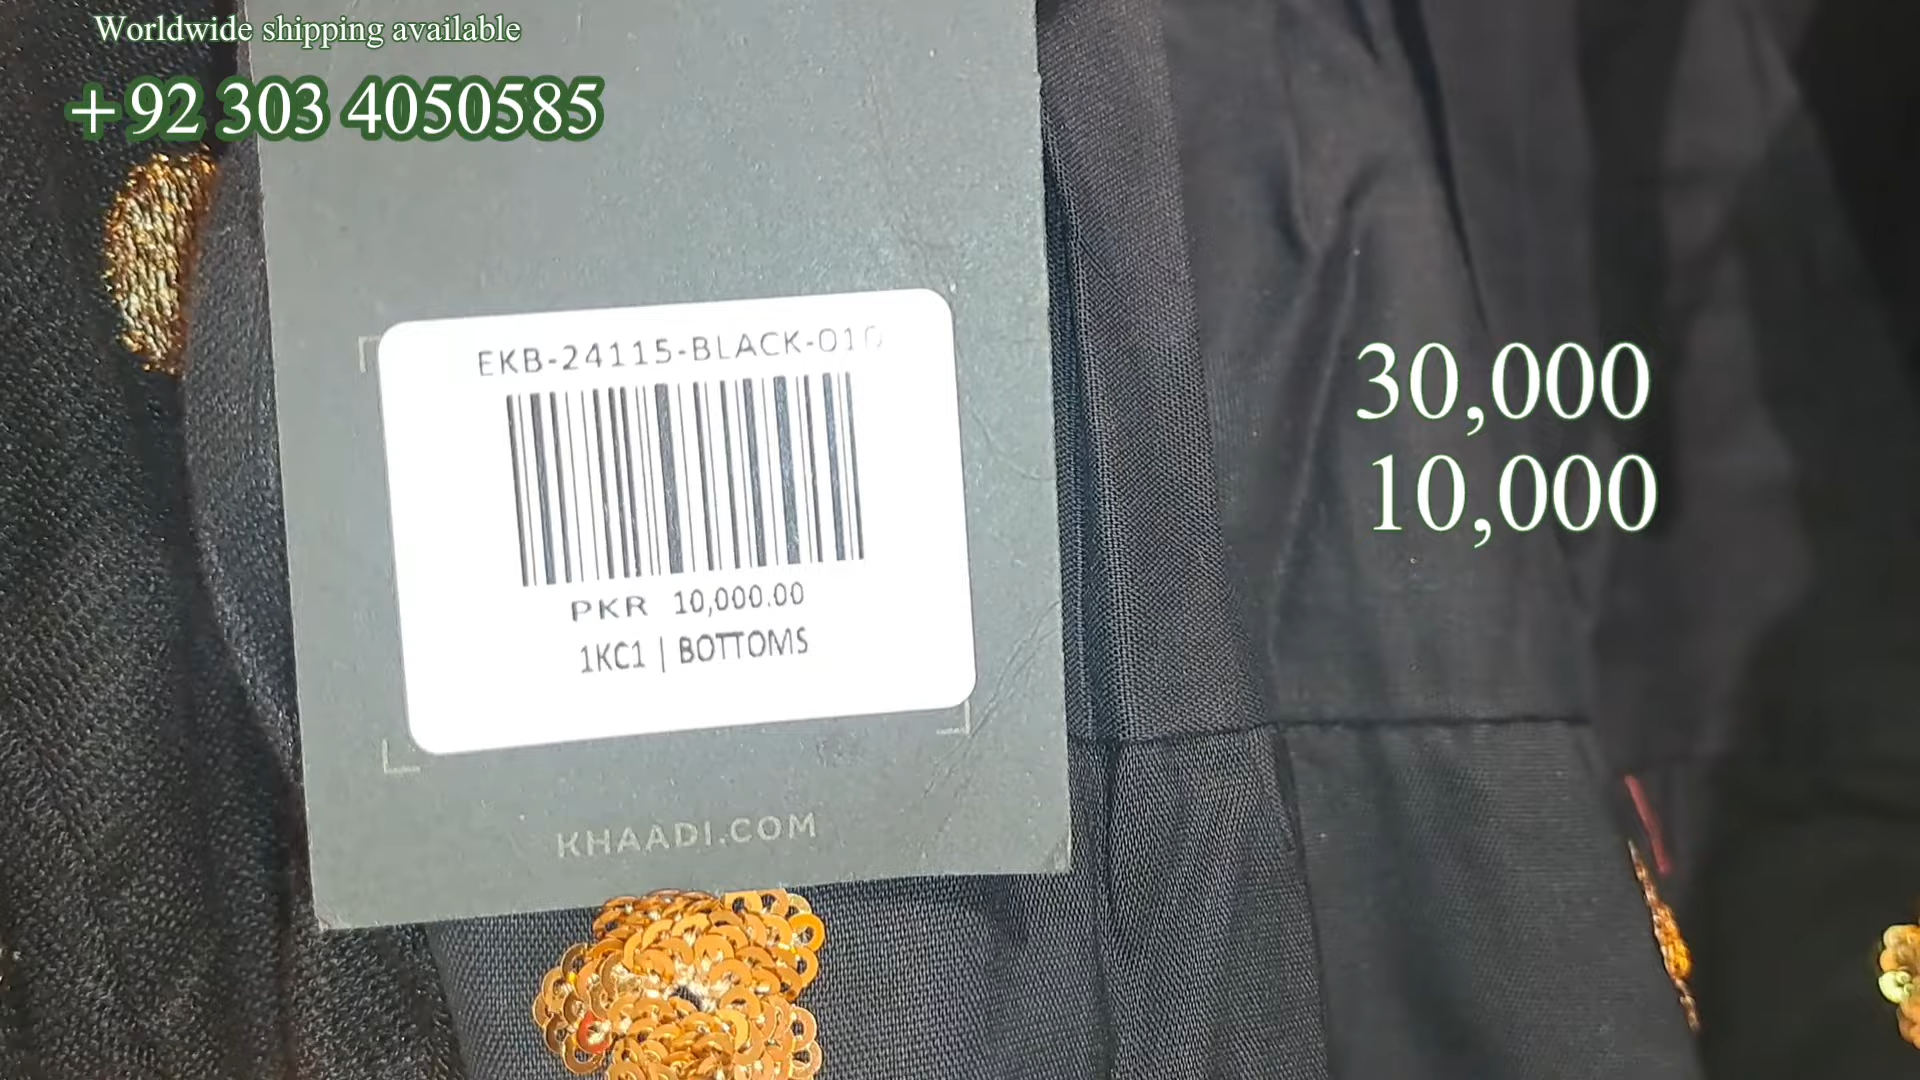 Worldwide shipping available
+92 303 4050585
EKB-24115-BLACK-010
PKR 10,000.00
1KC1 | BOTTOMS
KHAADI.COM
30,000
10,000